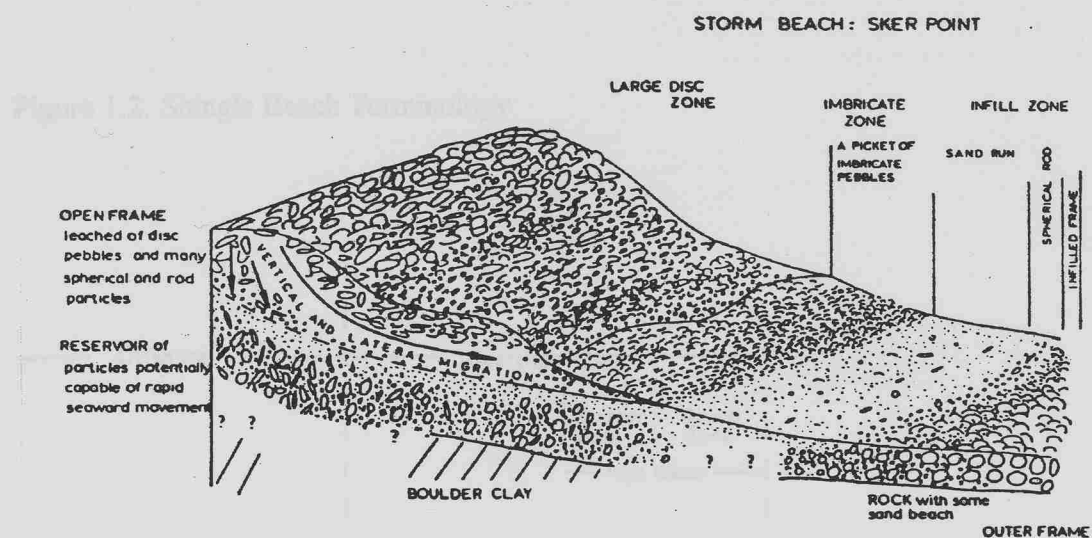 STORM BEACH: SKER POINT
Figure 1.2. Shingle Beach Terminology
LARGE DISC
ZONE
IMBRICATE
ZONE
INFILL ZONE
A PICKET OF
IMBRICATE
PEBBLES
SAND RUN
SPHERICAL ROD
INFILLED FRAME
OPEN FRAME
leached of disc
pebbles and many
spherical and rod
particles
VERTICAL AND LATERAL MIGRATION
RESERVOIR of
particles potentially
capable of rapid
seaward movement
? ?
?
? ? ?
BOULDER CLAY
ROCK with some
sand beach
OUTER FRAME